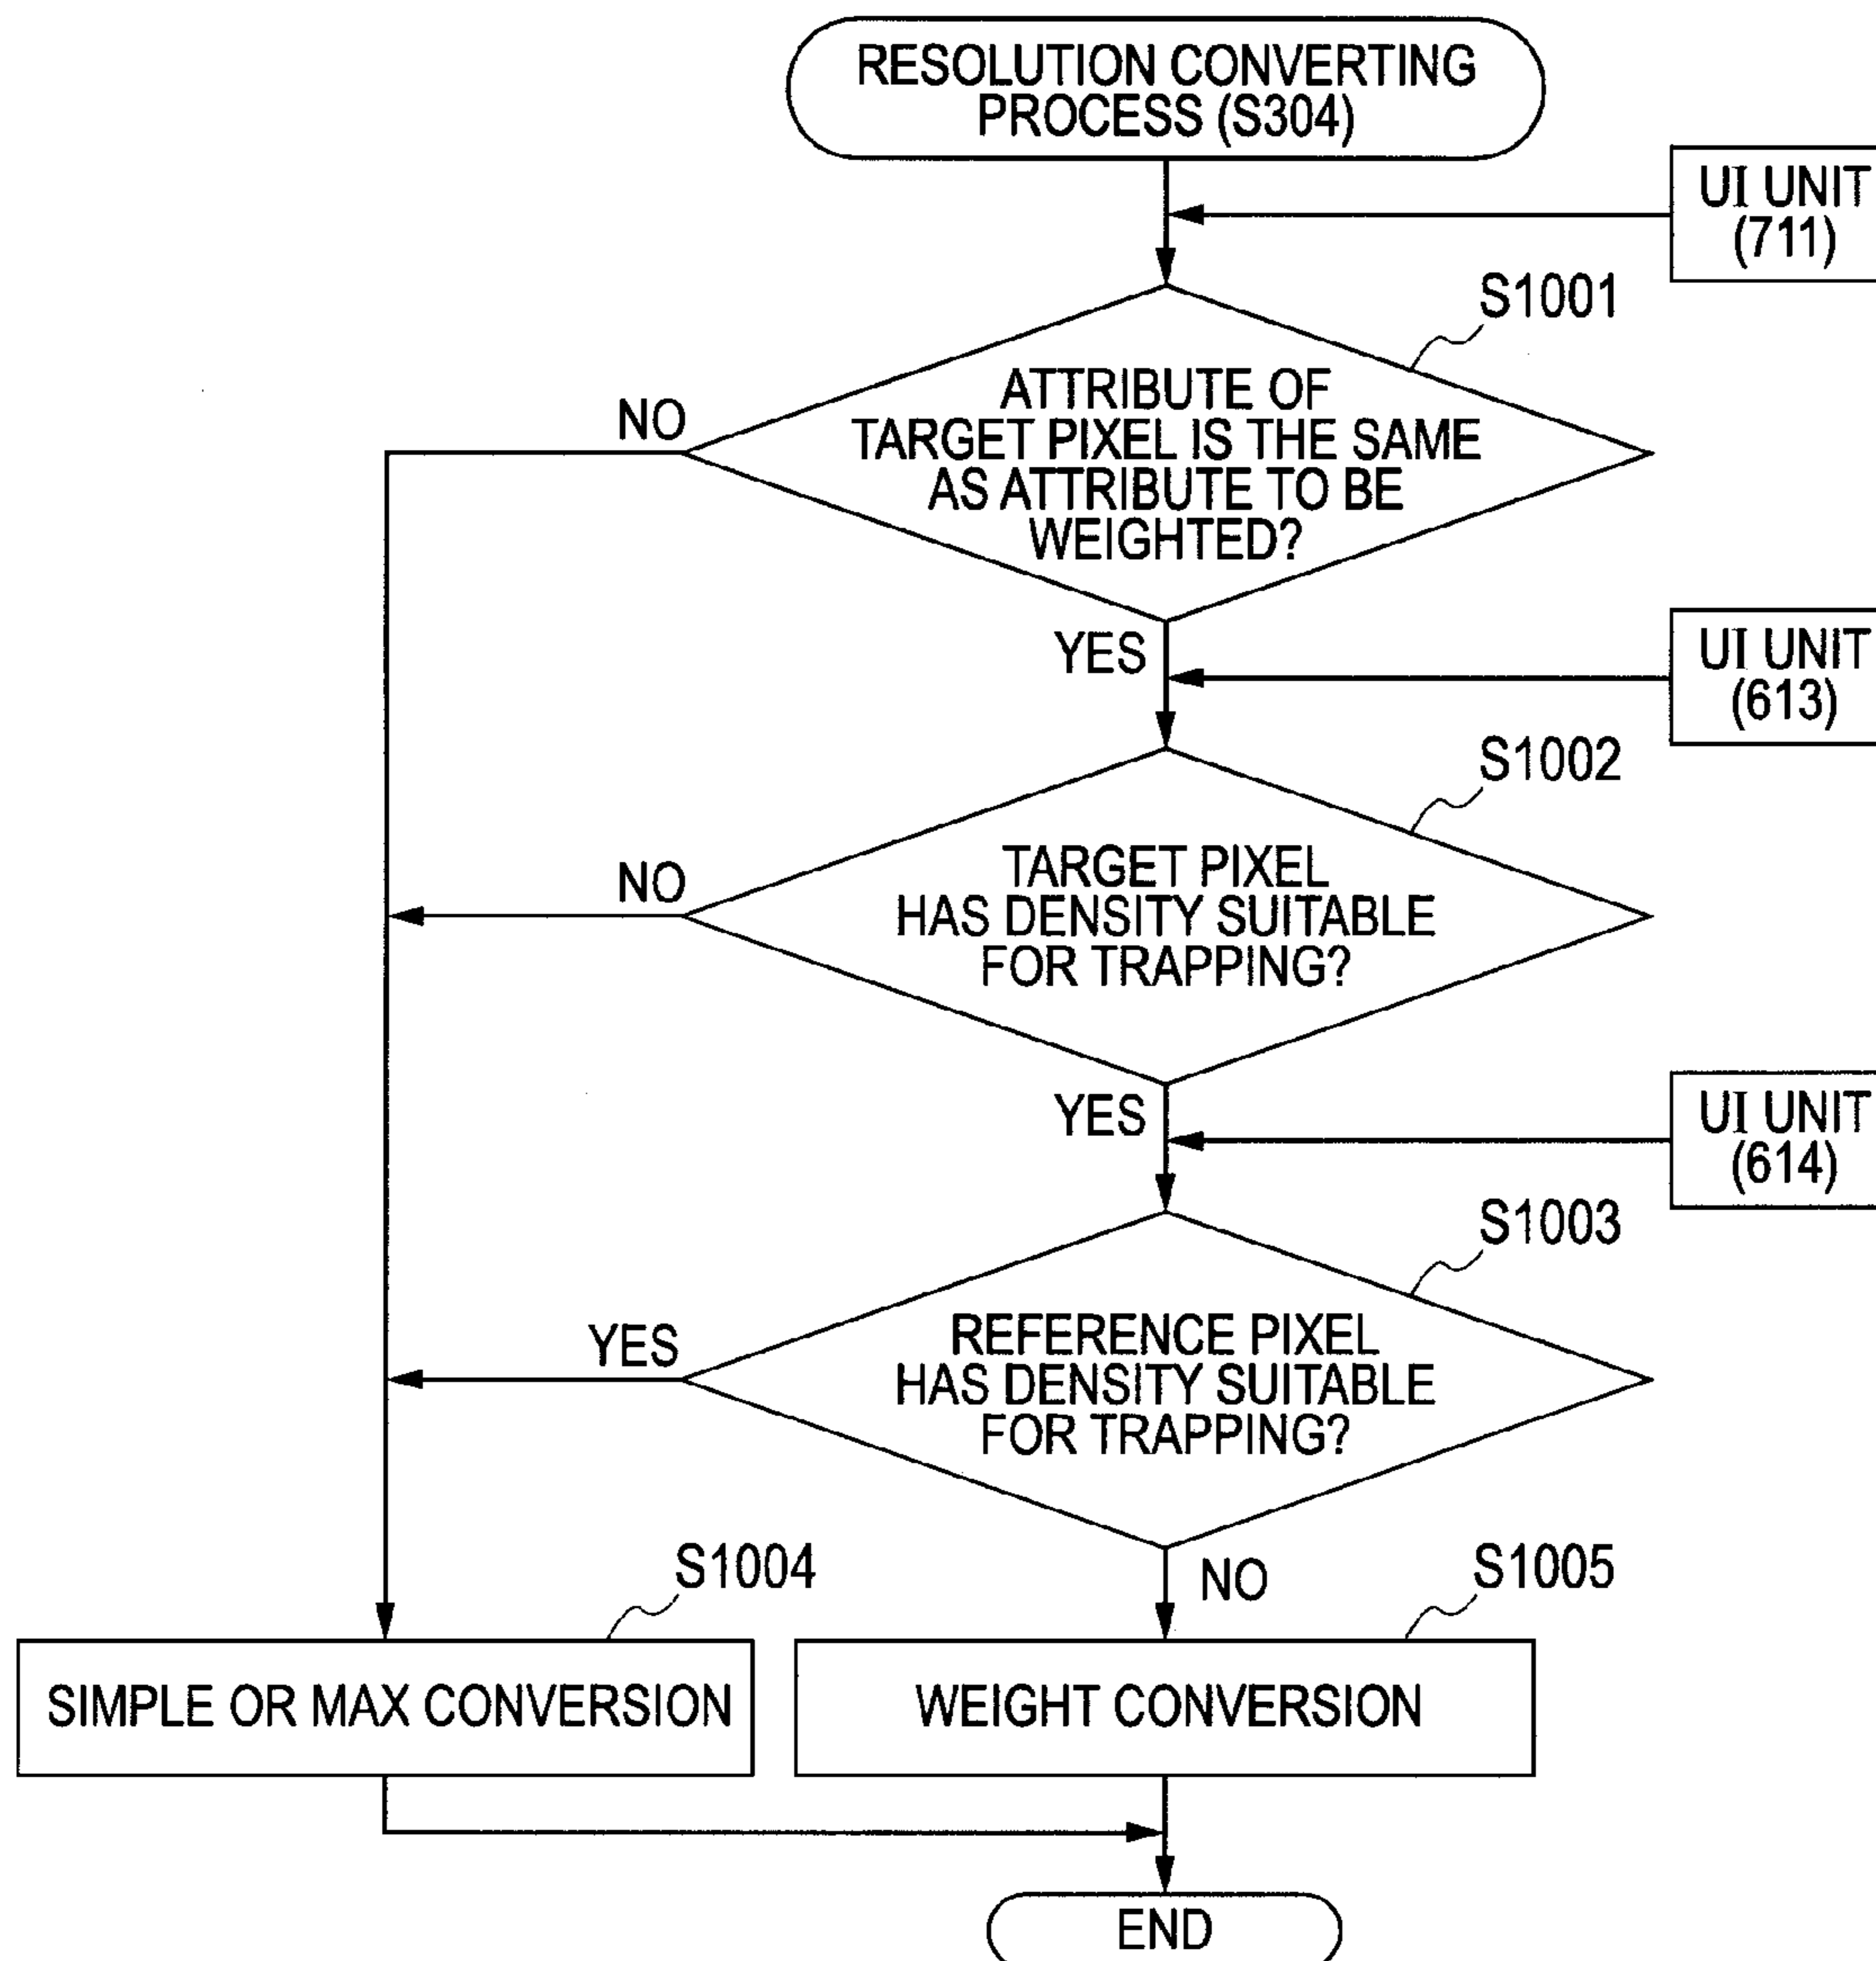 RESOLUTION CONVERTING
PROCESS (S304)
UI UNIT
(711)
S1001
ATTRIBUTE OF
TARGET PIXEL IS THE SAME
AS ATTRIBUTE TO BE
WEIGHTED?
NO
YES
UI UNIT
(613)
S1002
TARGET PIXEL
HAS DENSITY SUITABLE
FOR TRAPPING?
NO
YES
UI UNIT
(614)
S1003
REFERENCE PIXEL
HAS DENSITY SUITABLE
FOR TRAPPING?
YES
NO
S1004
S1005
SIMPLE OR MAX CONVERSION
WEIGHT CONVERSION
END